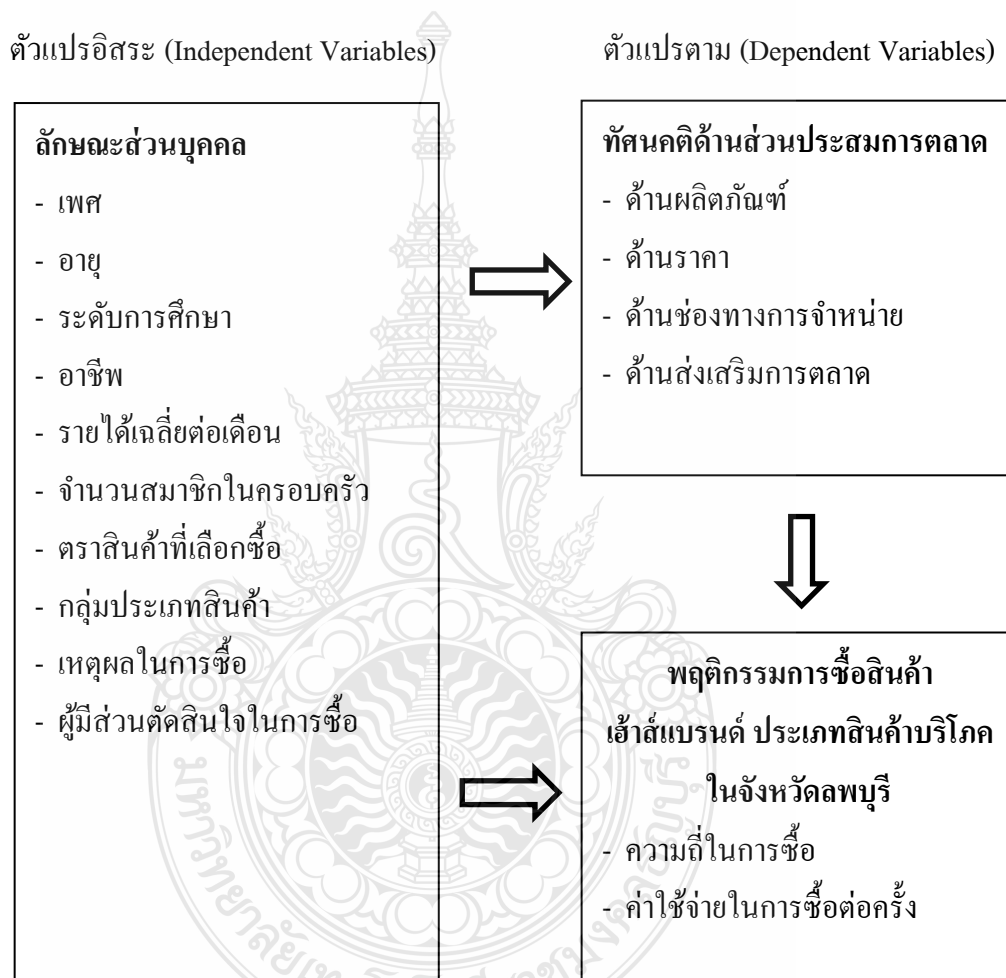 ตัวแปรอิสระ (Independent Variables)
ลักษณะส่วนบุคคล
- เพศ
- อายุ
- ระดับการศึกษา
- อาชีพ
- รายได้เฉลี่ยต่อเดือน
- จำนวนสมาชิกในครอบครัว
- ตราสินค้าที่เลือกซื้อ
- กลุ่มประเภทสินค้า
- เหตุผลในการซื้อ
- ผู้มีส่วนตัดสินใจในการซื้อ
ตัวแปรตาม (Dependent Variables)
ทัศนคติด้านส่วนประสมการตลาด
- ด้านผลิตภัณฑ์
- ด้านราคา
- ด้านช่องทางการจำหน่าย
- ด้านส่งเสริมการตลาด
พฤติกรรมการซื้อสินค้า
เฮ้าส์แบรนด์ ประเภทสินค้าบริโภค
ในจังหวัดลพบุรี
- ความถี่ในการซื้อ
- ค่าใช้จ่ายในการซื้อต่อครั้ง